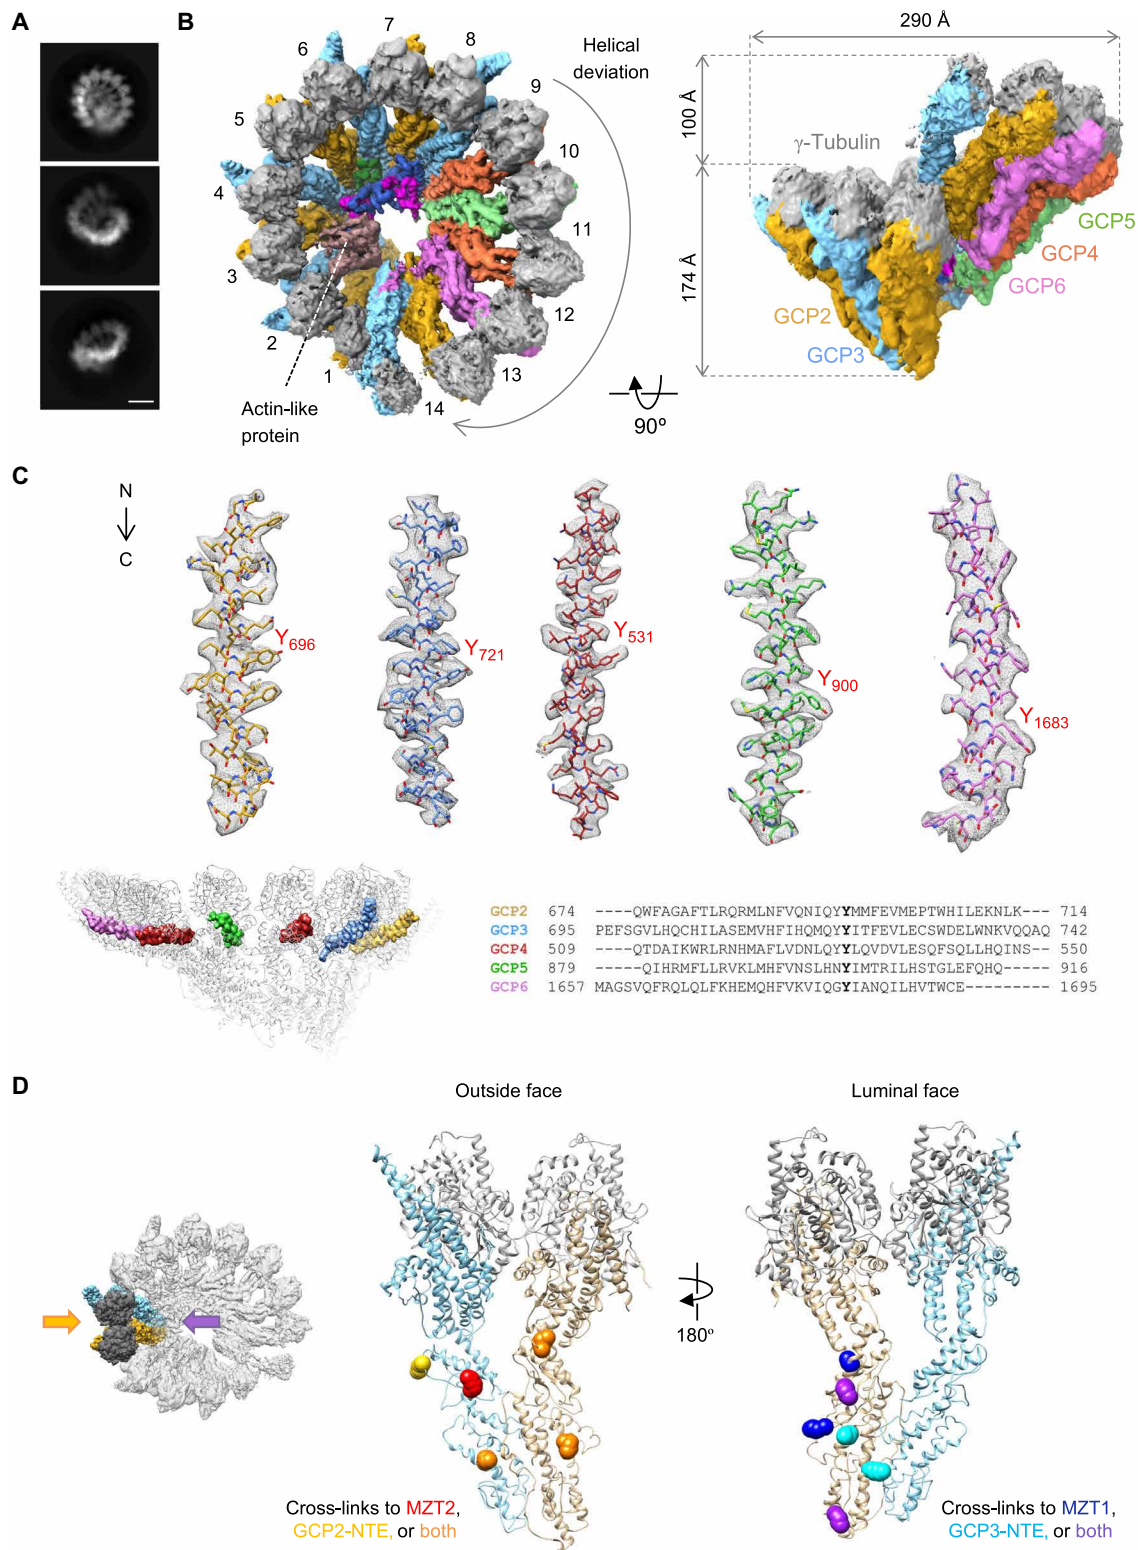 A
B
7
6
8
5
9
4
10
3
11
2
12
1
13
14
Helical
deviation
Actin-like
protein
290 Å
100 Å
174 Å
γ-Tubulin
GCP5
GCP4
GCP6
GCP2
GCP3
90º
C
N
C
Y696
Y721
Y531
Y900
Y1683
GCP2 674 ----QWFAGAFTLRQRMLNFVQNIQYYMMFEVMEPTWHILEKNLK--- 714
GCP3 695 PEFSGVLHQCHILASEMVHFIHQMQYYITFEVLECSWDELWNKVQQAQ 742
GCP4 509 ----QTDAIKWRLRNHMAFLVDNLQYYLQVDVLESQFSQLLHQINS-- 550
GCP5 879 -----QIHRMFLLRVKLMHFVNSLHNYIMTRILHSTGLEFQHQ----- 916
GCP6 1657 MAGSVQFRQLQLFKHEMQHFVKVIQGYIANQILHVTWCE--------- 1695
D
Outside face
Luminal face
180º
Cross-links to MZT2,
GCP2-NTE, or both
Cross-links to MZT1,
GCP3-NTE, or both